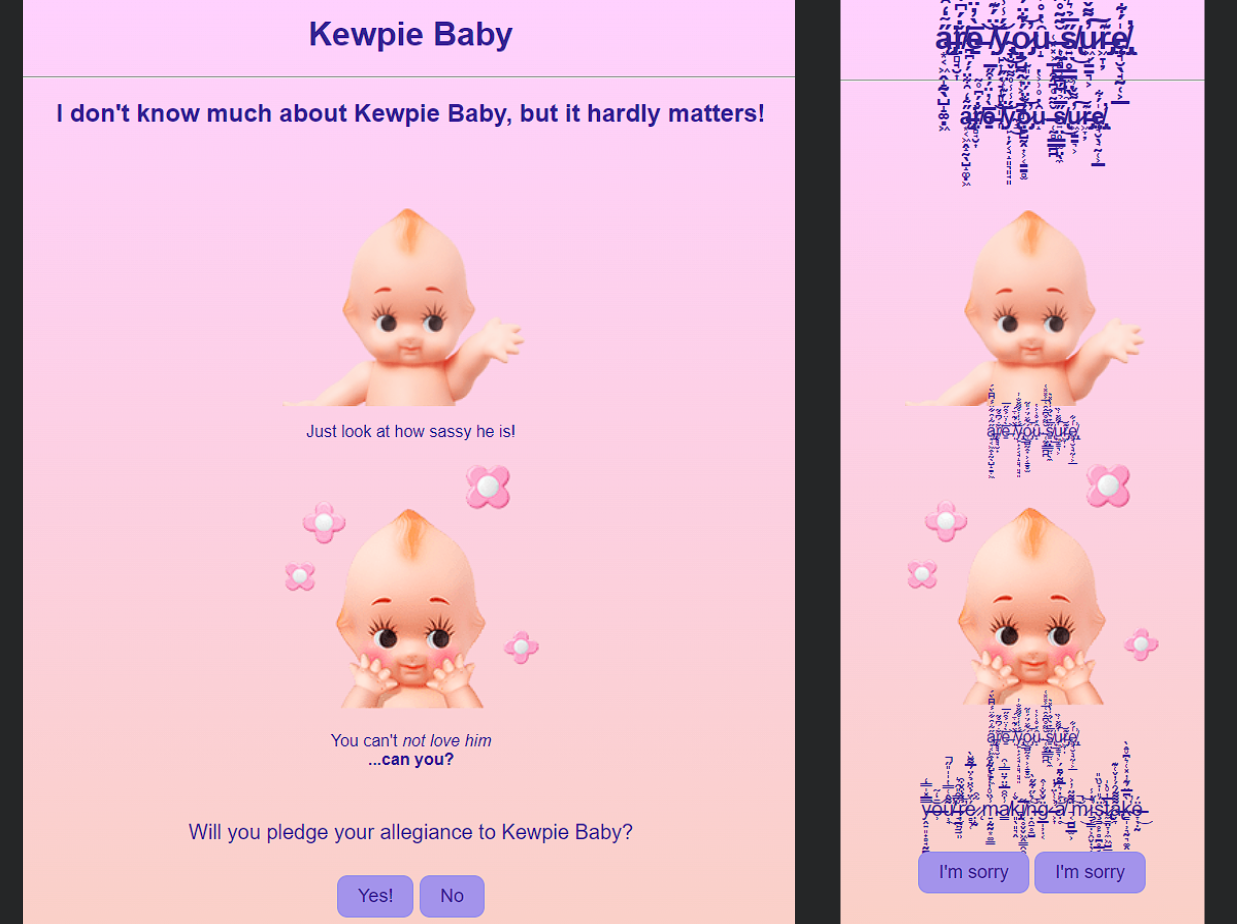 Kewpie Baby
I don't know much about Kewpie Baby, but it hardly matters!
Just look at how sassy he is!
You can't not love him
...can you?
Will you pledge your allegiance to Kewpie Baby?
Yes!
No
are you sure
are you sure
are you sure
are you sure
you're making a mistake
I'm sorry
I'm sorry